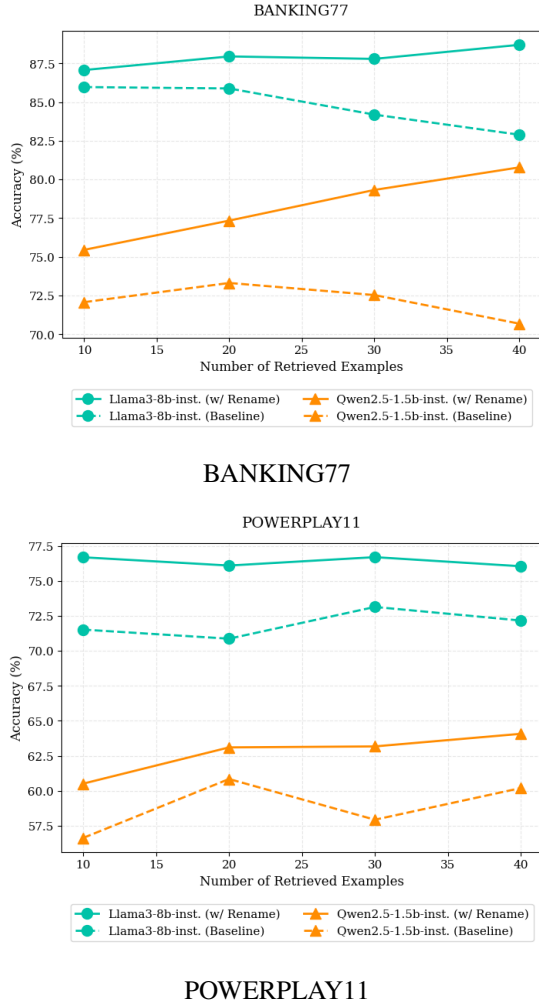 BANKING77
87.5
85.0
82.5
80.0
77.5
75.0
72.5
70.0
Accuracy (%)
10 15 20 25 30 35 40
Number of Retrieved Examples
Llama3-8b-inst. (w/ Rename) Qwen2.5-1.5b-inst. (w/ Rename)
Llama3-8b-inst. (Baseline) Qwen2.5-1.5b-inst. (Baseline)
BANKING77
POWERPLAY11
77.5
75.0
72.5
70.0
67.5
65.0
62.5
60.0
57.5
Accuracy (%)
10 15 20 25 30 35 40
Number of Retrieved Examples
Llama3-8b-inst. (w/ Rename) Qwen2.5-1.5b-inst. (w/ Rename)
Llama3-8b-inst. (Baseline) Qwen2.5-1.5b-inst. (Baseline)
POWERPLAY11